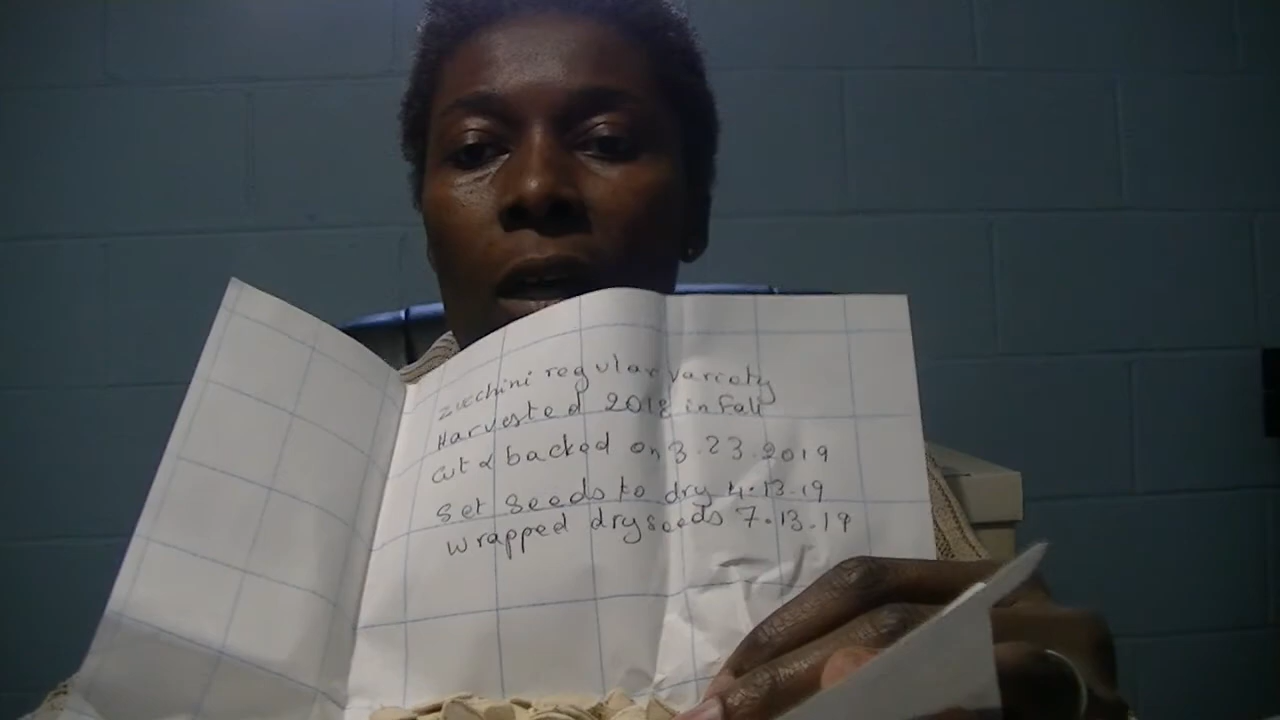 zucchini regular variety
Harvested 2018 in fall
cut & backed on 3.23.2019
Set Seeds to dry 4.13.19
wrapped dry seeds 7.13.19